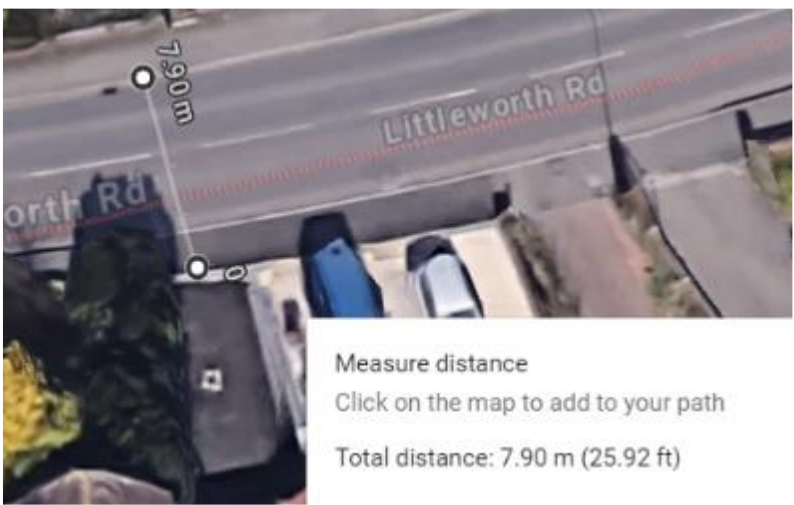 7.90 m
Littleworth Rd
orth Rd
0
Measure distance
Click on the map to add to your path
Total distance: 7.90 m (25.92 ft)